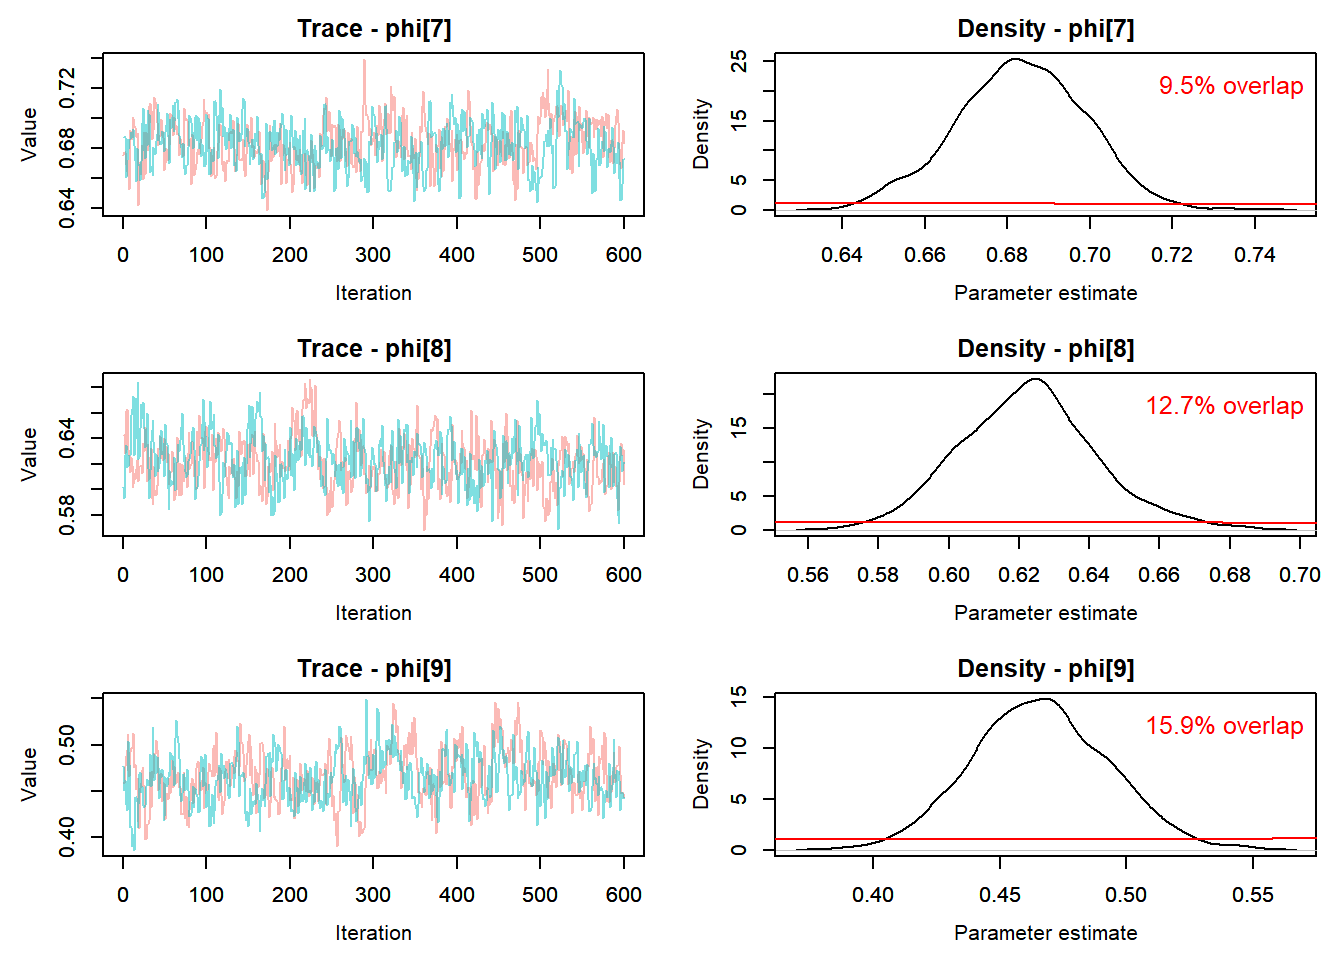 Trace - phi[7]
Value
0.64 0.68 0.72
0 100 200 300 400 500 600
Iteration
Density - phi[7]
9.5% overlap
Density
0 5 15 25
0.64 0.66 0.68 0.70 0.72 0.74
Parameter estimate
Trace - phi[8]
Value
0.58 0.64
0 100 200 300 400 500 600
Iteration
Density - phi[8]
12.7% overlap
Density
0 5 15
0.56 0.58 0.60 0.62 0.64 0.66 0.68 0.70
Parameter estimate
Trace - phi[9]
Value
0.40 0.50
0 100 200 300 400 500 600
Iteration
Density - phi[9]
15.9% overlap
Density
0 5 10 15
0.40 0.45 0.50 0.55
Parameter estimate